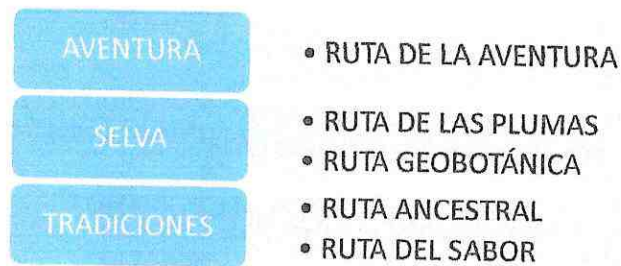 AVENTURA
• RUTA DE LA AVENTURA
SELVA
• RUTA DE LAS PLUMAS
• RUTA GEOBOTÁNICA
TRADICIONES
• RUTA ANCESTRAL
• RUTA DEL SABOR